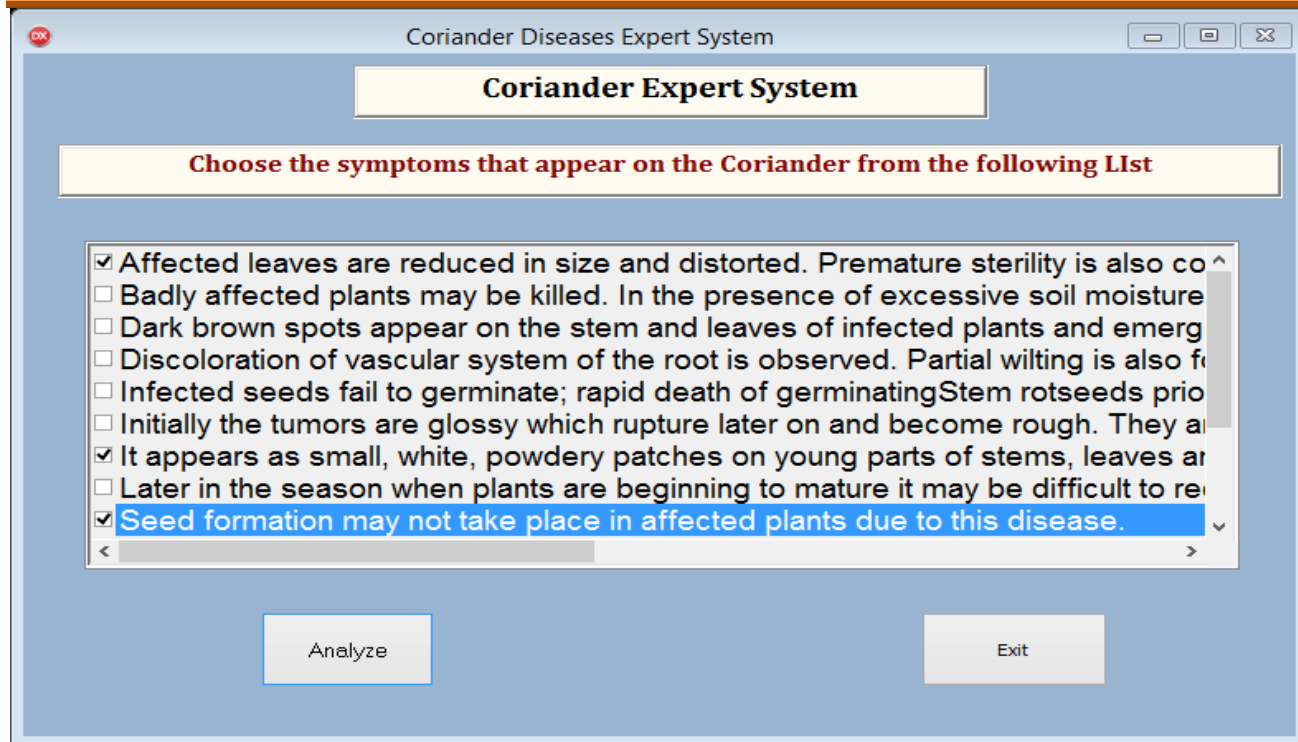 DX
Coriander Diseases Expert System
Coriander Expert System
Choose the symptoms that appear on the Coriander from the following LIst
Affected leaves are reduced in size and distorted. Premature sterility is also co
Badly affected plants may be killed. In the presence of excessive soil moisture
Dark brown spots appear on the stem and leaves of infected plants and emerg
Discoloration of vascular system of the root is observed. Partial wilting is also
Infected seeds fail to germinate; rapid death of germinatingStem rotseeds prio
Initially the tumors are glossy which rupture later on and become rough. They
It appears as small, white, powdery patches on young parts of stems, leaves
Later in the season when plants are beginning to mature it may be difficult to
Seed formation may not take place in affected plants due to this disease.
Analyze
Exit